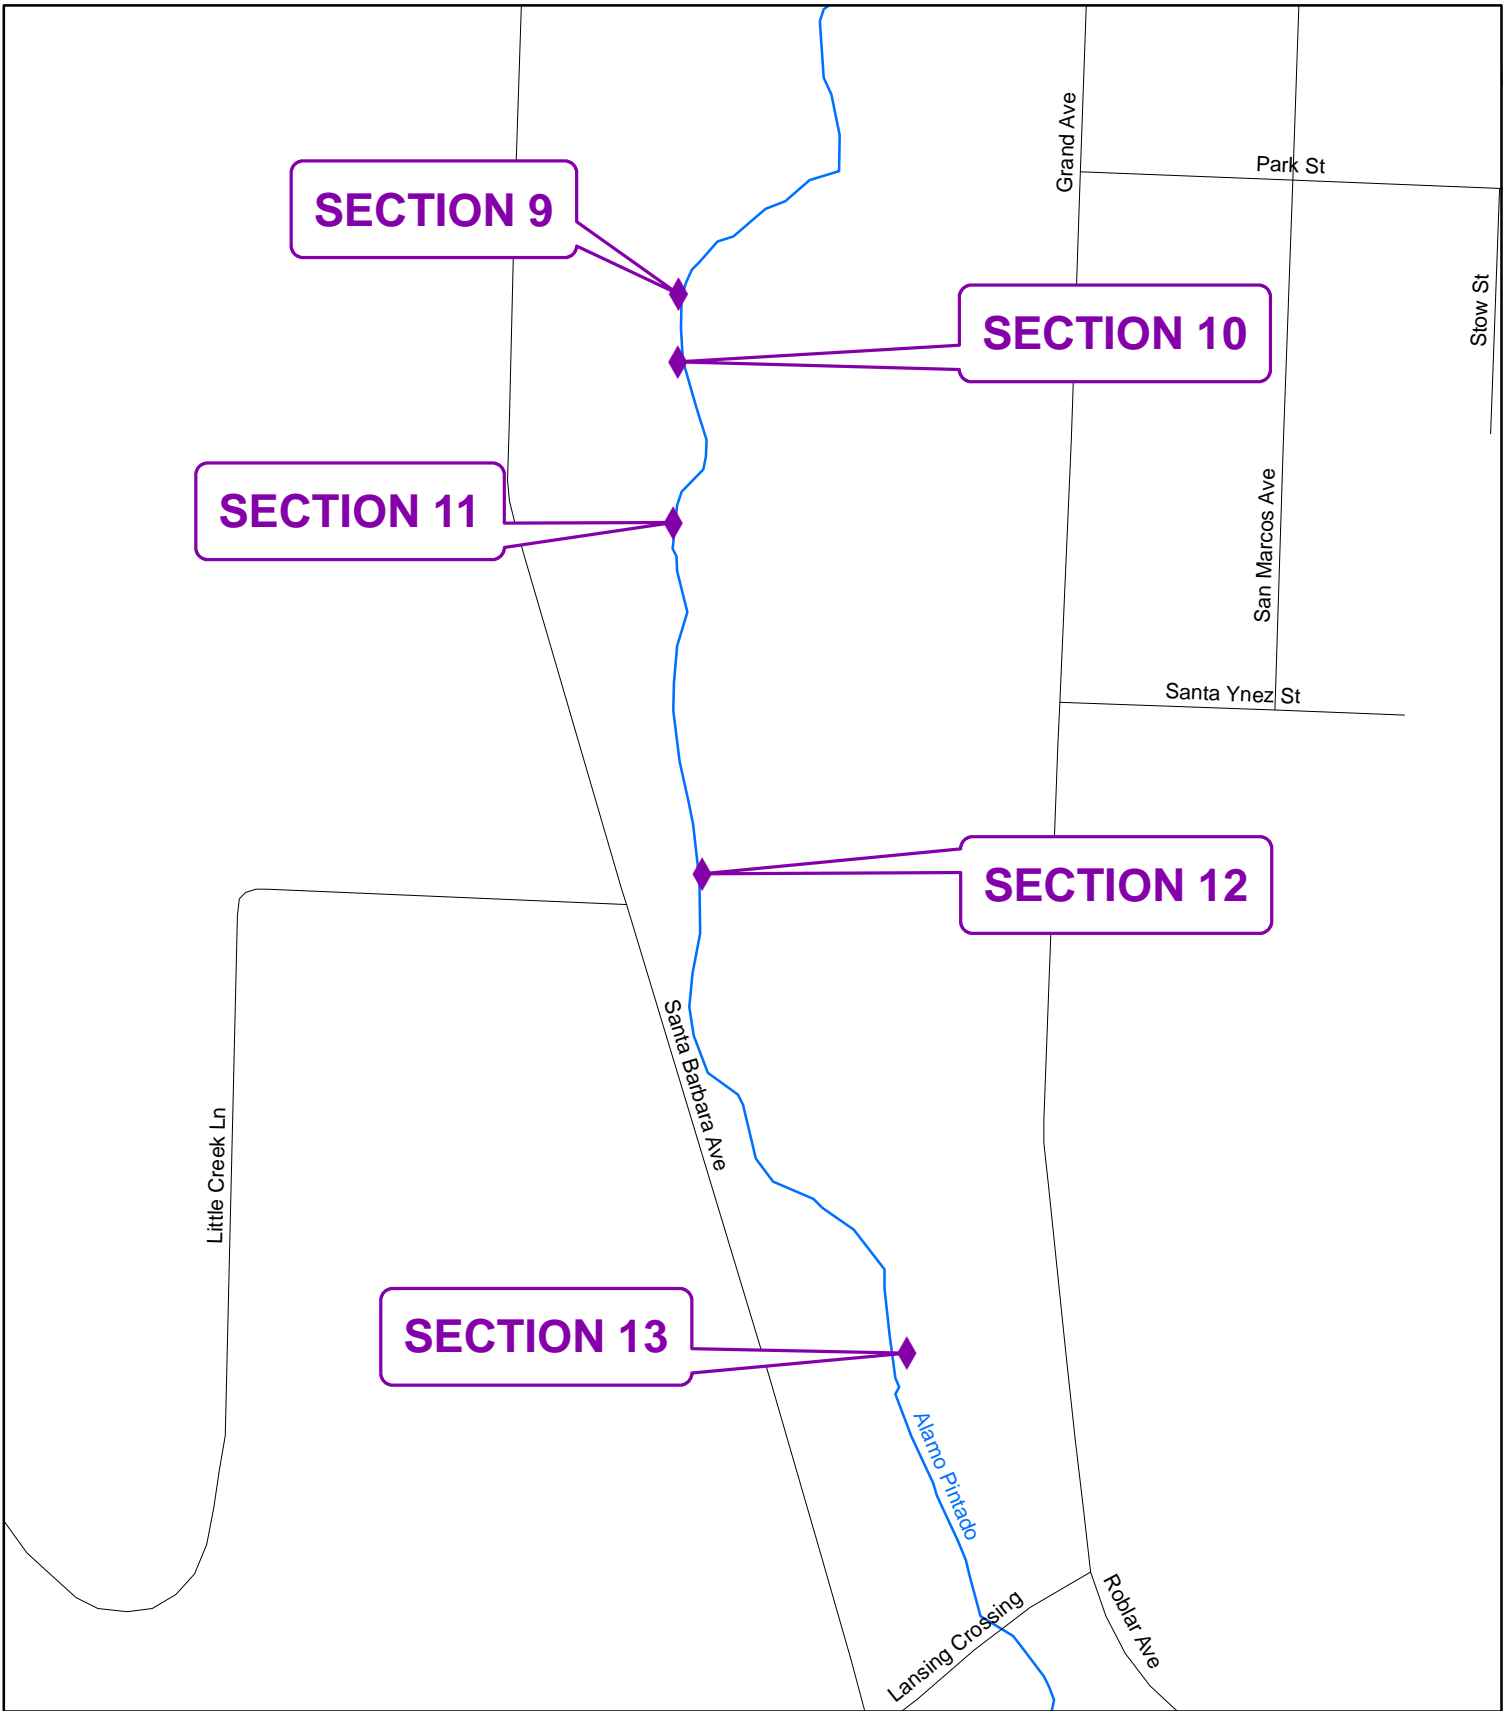 Grand Ave
Park St
SECTION 9
Stow St
SECTION 10
SECTION 11
San Marcos Ave
Santa Ynez St
SECTION 12
Santa Barbara Ave
Little Creek Ln
SECTION 13
Alamo Pintado
Lansing Crossing
Roblar Ave